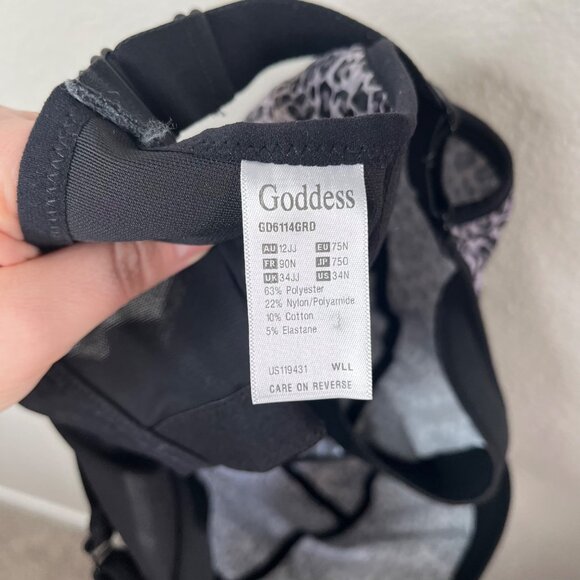 Goddess
GD6114GRD
AU 12JJ EU 75N
FR 90N JP 750
UK 34JJ US 34N
63% Polyester
22% Nylon/Polyamide
10% Cotton
5% Elastane
US119431 WLL
CARE ON REVERSE